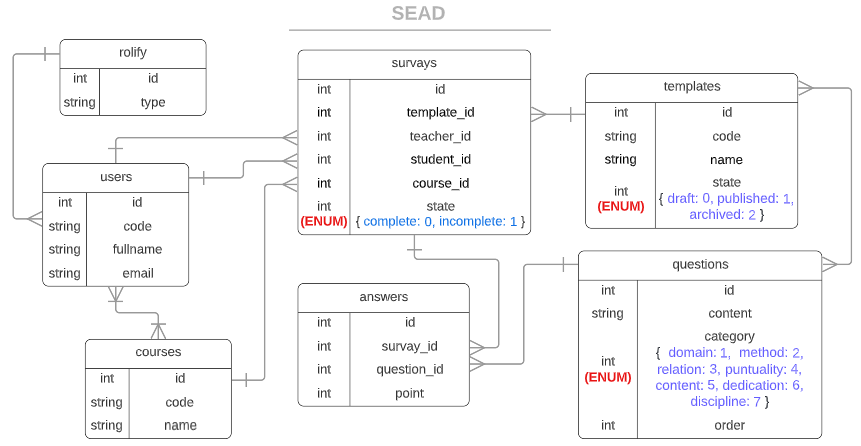 SEAD
rolify
int id
string type
users
int id
string code
string fullname
string email
courses
int id
string code
string name
survays
int id
int template_id
int teacher_id
int student_id
int course_id
int state
(ENUM) { complete: 0, incomplete: 1 }
answers
int id
int survay_id
int question_id
int point
templates
int id
string code
string name
state
int { draft: 0, published: 1,
(ENUM) archived: 2 }
questions
int id
string content
category
{ domain: 1, method: 2,
int relation: 3, puntuality: 4,
(ENUM) content: 5, dedication: 6,
discipline: 7 }
int order